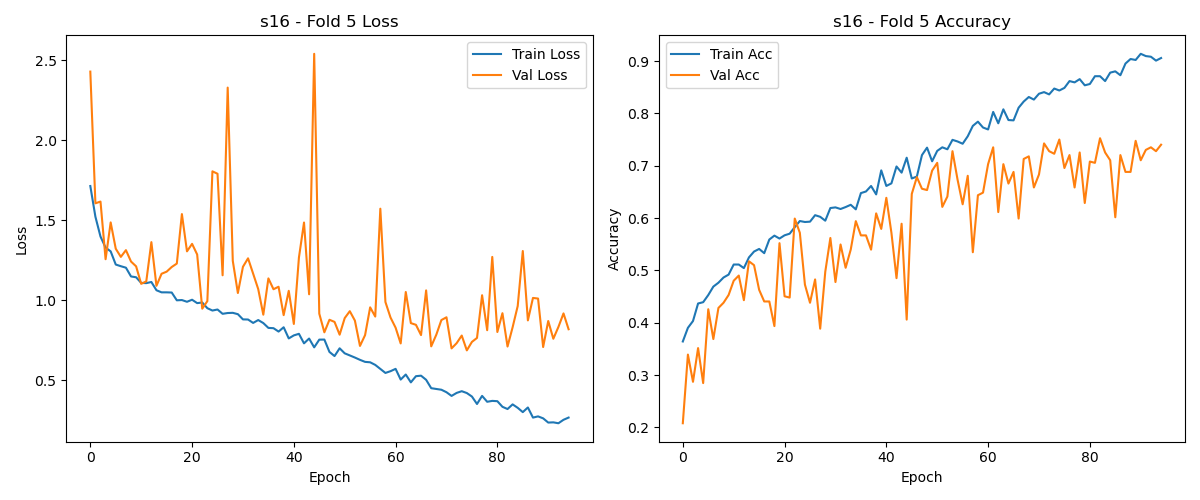 s16 - Fold 5 Loss
Train Loss
Val Loss
Loss
2.5
2.0
1.5
1.0
0.5
0
20
40
60
80
Epoch
s16 - Fold 5 Accuracy
Train Acc
Val Acc
Accuracy
0.9
0.8
0.7
0.6
0.5
0.4
0.3
0.2
0
20
40
60
80
Epoch